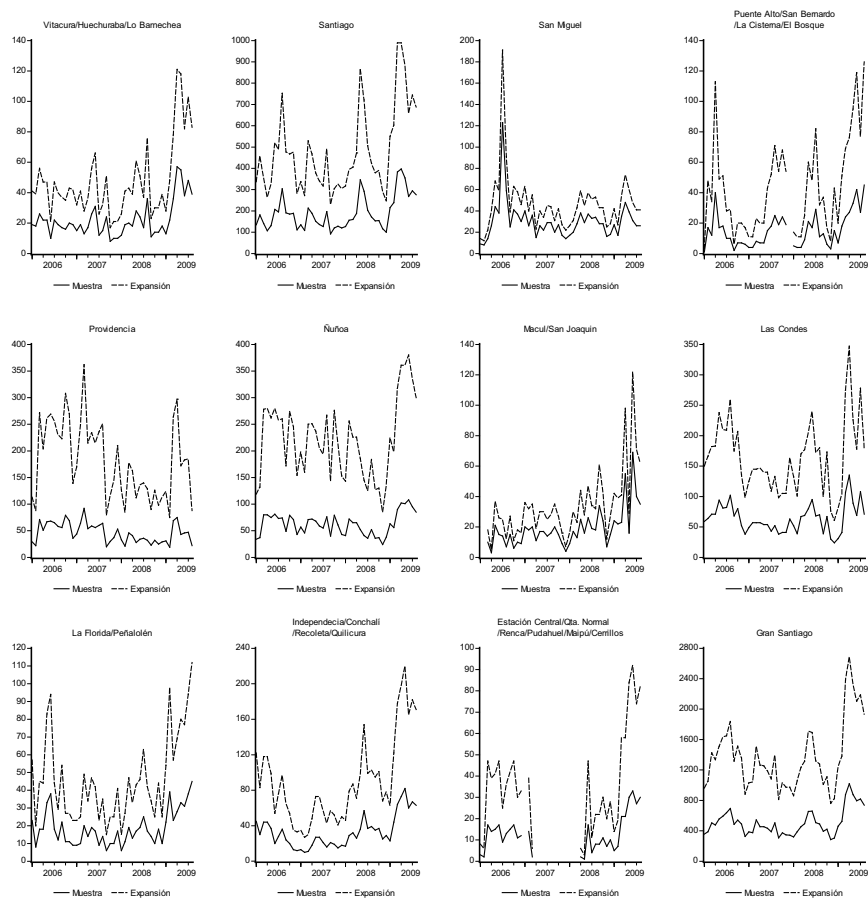 Vitacura/Huechuraba/Lo Barnechea
140
120
100
80
60
40
20
0
2006 2007 2008 2009
Muestra Expansión
Santiago
1000
900
800
700
600
500
400
300
200
100
0
2006 2007 2008 2009
Muestra Expansión
San Miguel
200
180
160
140
120
100
80
60
40
20
0
2006 2007 2008 2009
Muestra Expansión
Puente Alto/San Bernardo
/La Cisterna/El Bosque
140
120
100
80
60
40
20
0
2006 2007 2008 2009
Muestra Expansión
Providencia
400
350
300
250
200
150
100
50
0
2006 2007 2008 2009
Muestra Expansión
Ñuñoa
400
350
300
250
200
150
100
50
0
2006 2007 2008 2009
Muestra Expansión
Macul/San Joaquin
140
120
100
80
60
40
20
0
2006 2007 2008 2009
Muestra Expansión
Las Condes
350
300
250
200
150
100
50
0
2006 2007 2008 2009
Muestra Expansión
La Florida/Peñalolén
120
110
100
90
80
70
60
50
40
30
20
10
0
2006 2007 2008 2009
Muestra Expansión
Independecia/Conchalí
/Recoleta/Quilicura
240
200
160
120
80
40
0
2006 2007 2008 2009
Muestra Expansión
Estación Central/Qta. Normal
/Renca/Pudahuel/Maipú/Cerrillos
100
90
80
70
60
50
40
30
20
10
0
2006 2007 2008 2009
Muestra Expansión
Gran Santiago
2800
2400
2000
1600
1200
800
400
0
2006 2007 2008 2009
Muestra Expansión